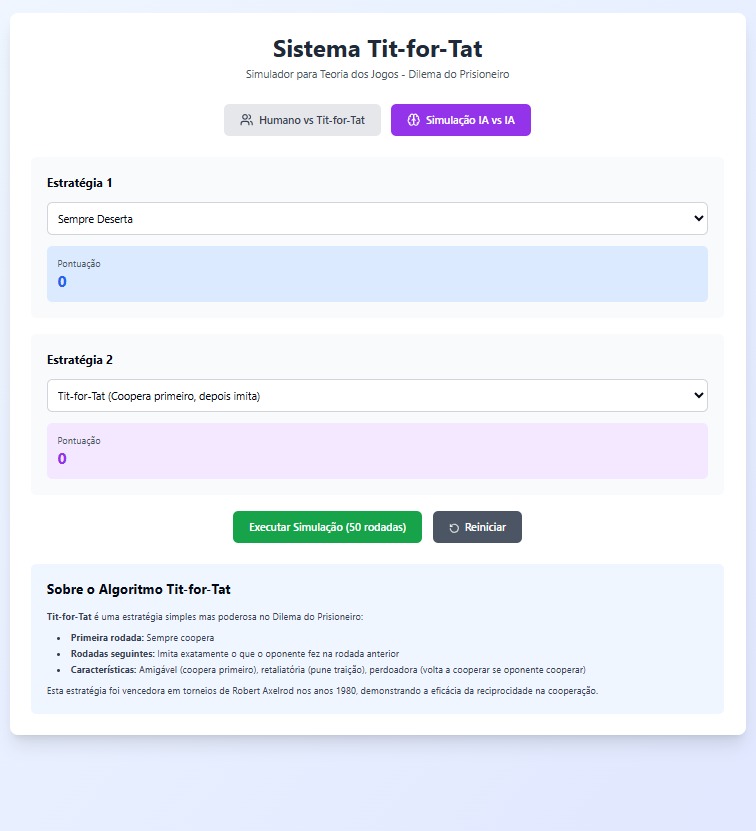 Sistema Tit-for-Tat
Simulador para Teoria dos Jogos - Dilema do Prisioneiro
Humano vs Tit-for-Tat
Simulação IA vs IA
Estratégia 1
Sempre Deserta
Pontuação
0
Estratégia 2
Tit-for-Tat (Coopera primeiro, depois imita)
Pontuação
0
Executar Simulação (50 rodadas)
Reiniciar
Sobre o Algoritmo Tit-for-Tat
Tit-for-Tat é uma estratégia simples mas poderosa no Dilema do Prisioneiro:
• Primeira rodada: Sempre coopera
• Rodadas seguintes: Imita exatamente o que o oponente fez na rodada anterior
• Características: Amigável (coopera primeiro), retaliatória (pune traição), perdoadora (volta a cooperar se oponente cooperar)
Esta estratégia foi vencedora em torneios de Robert Axelrod nos anos 1980, demonstrando a eficácia da reciprocidade na cooperação.